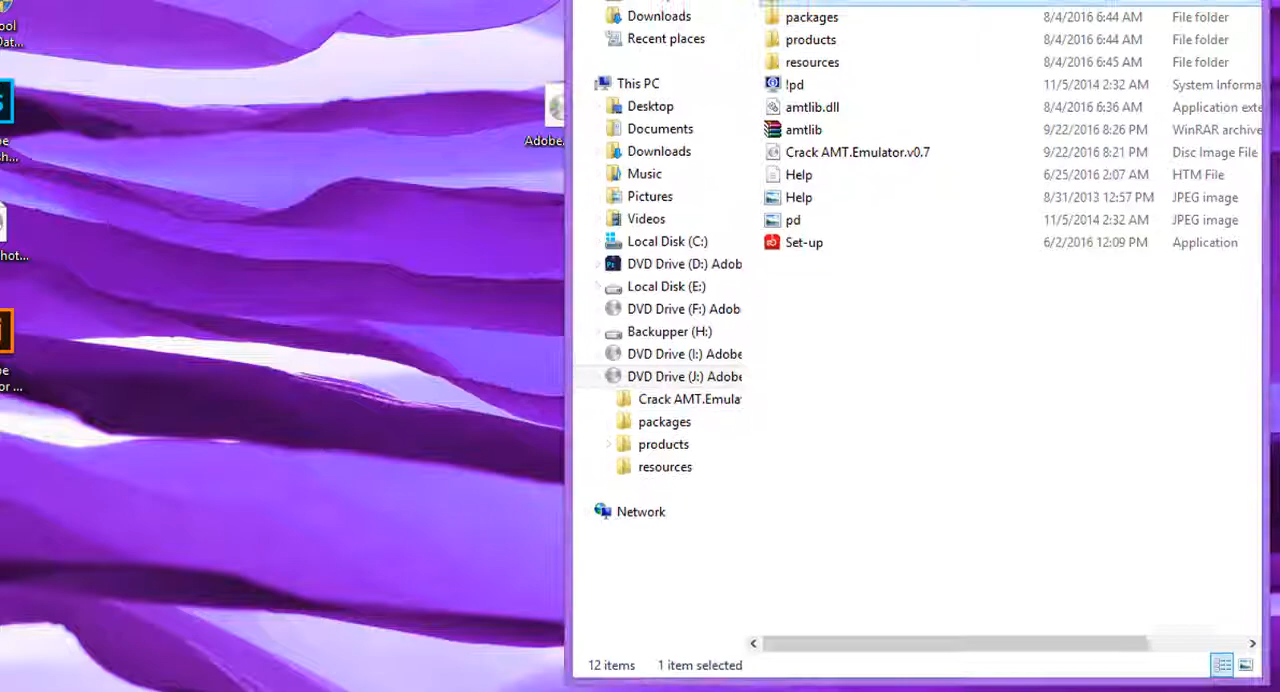 ool
Dat...
Adobe.
hot...
Downloads
Recent places
This PC
Desktop
Documents
Downloads
Music
Pictures
Videos
Local Disk (C:)
DVD Drive (D:) Adob
Local Disk (E:)
DVD Drive (F:) Adob
Backupper (H:)
DVD Drive (I:) Adobe
DVD Drive (J:) Adobe
Crack AMT.Emula
packages
products
resources
Network
packages 8/4/2016 6:44 AM File folder
products 8/4/2016 6:44 AM File folder
resources 8/4/2016 6:45 AM File folder
!pd 11/5/2014 2:32 AM System Informa
amtlib.dll 8/4/2016 6:36 AM Application exte
amtlib 9/22/2016 8:26 PM WinRAR archive
Crack AMT.Emulator.v0.7 9/22/2016 8:21 PM Disc Image File
Help 6/25/2016 2:07 AM HTM File
Help 8/31/2013 12:57 PM JPEG image
pd 11/5/2014 2:32 AM JPEG image
Set-up 6/2/2016 12:09 PM Application
12 items 1 item selected